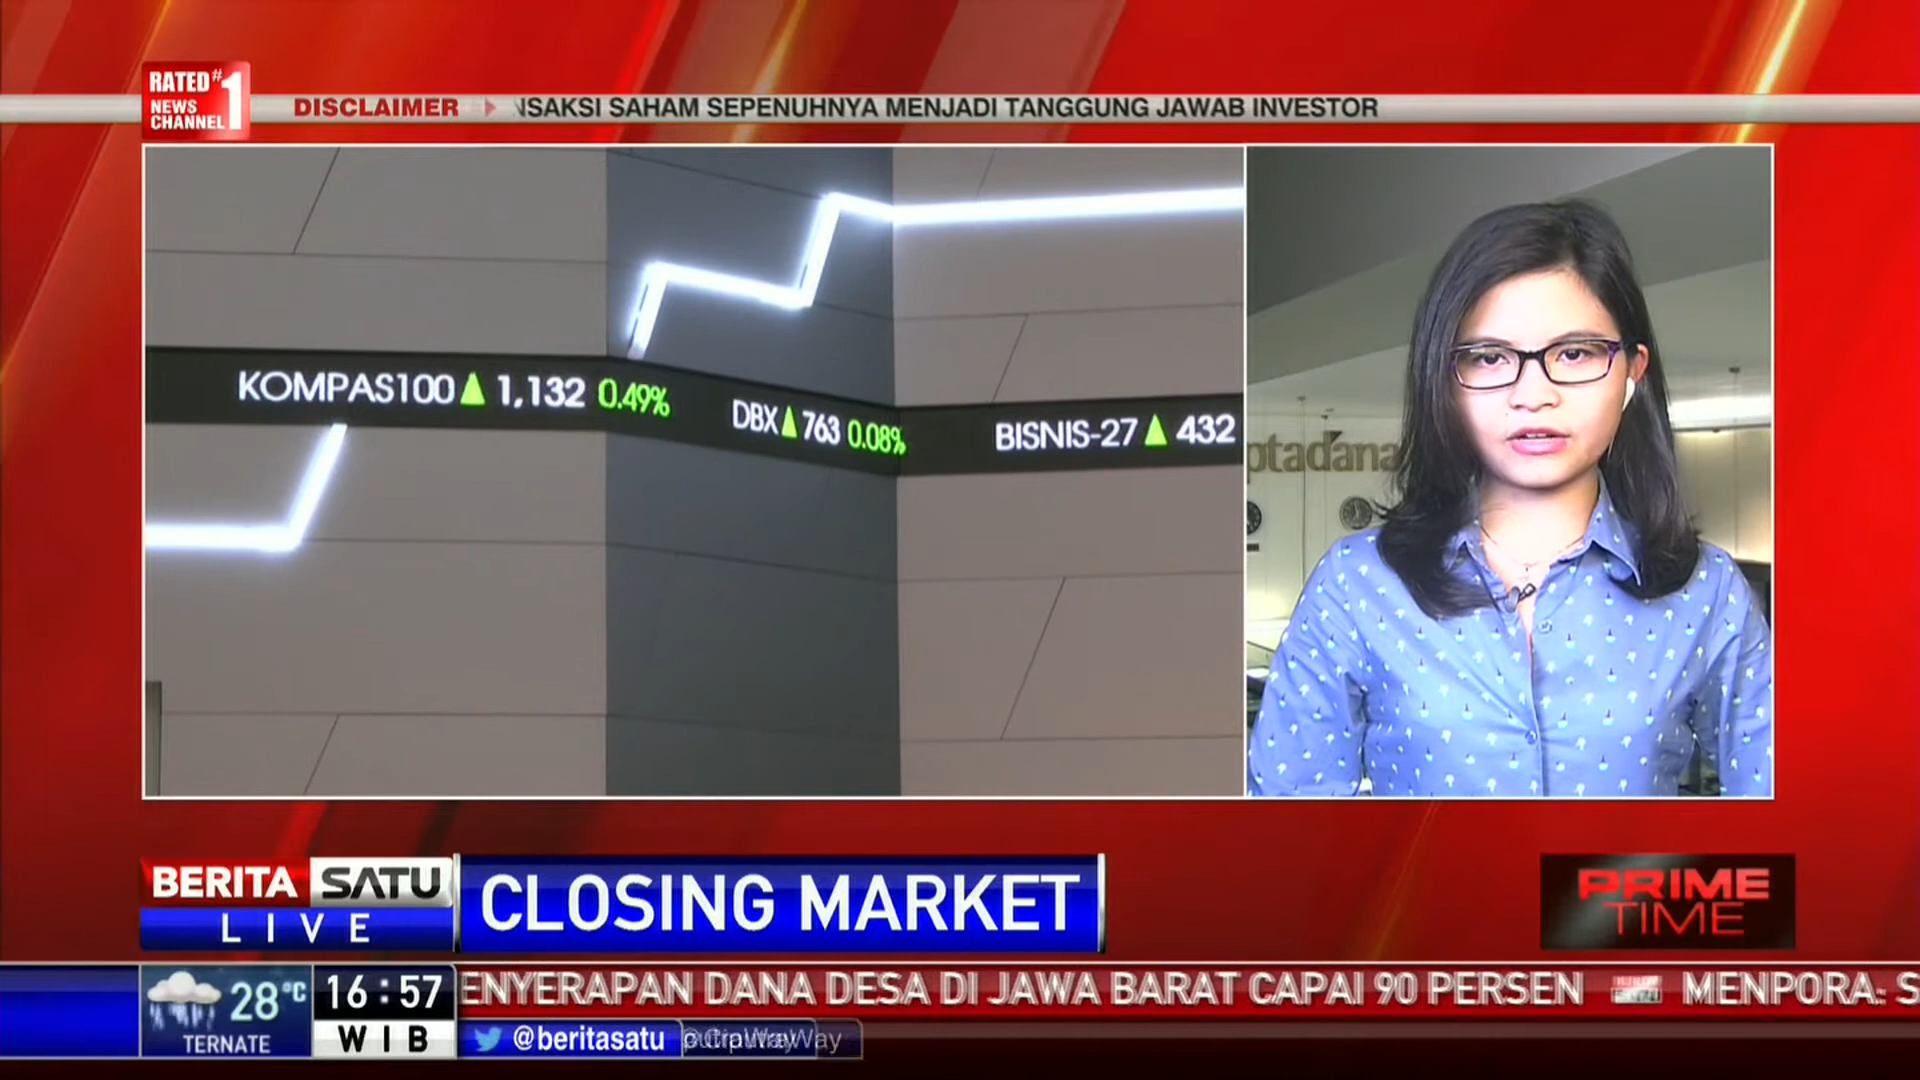 RATED #1
NEWS
CHANNEL
DISCLAIMER NSAKSI SAHAM SEPENUHNYA MENJADI TANGGUNG JAWAB INVESTOR
KOMPAS100 ▲ 1,132 0.49% DBX ▲ 763 0.08% BISNIS-27 ▲ 432
ptadana
BERITA SATU
LIVE
CLOSING MARKET
PRIME
TIME
28°C
TERNATE
16:57
WIB
ENYERAPAN DANA DESA DI JAWA BARAT CAPAI 90 PERSEN MENPORA: S
@beritasatu